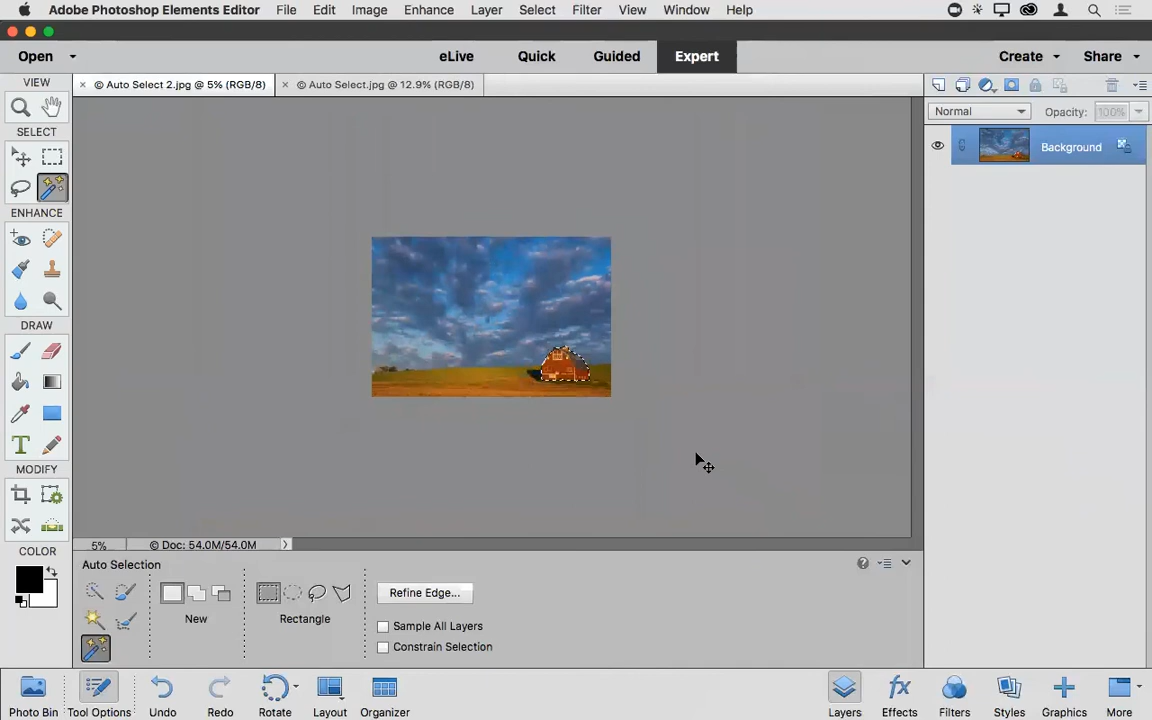 Adobe Photoshop Elements Editor File Edit Image Enhance Layer Select Filter View Window Help
Open eLive Quick Guided Expert Create Share
VIEW
× © Auto Select 2.jpg @ 5% (RGB/8) × © Auto Select.jpg @ 12.9% (RGB/8)
Normal Opacity: 100%
SELECT
Background
ENHANCE
DRAW
T
MODIFY
COLOR
5% © Doc: 54.0M/54.0M
Auto Selection
New
Rectangle
Refine Edge...
Sample All Layers
Constrain Selection
Photo Bin Tool Options Undo Redo Rotate Layout Organizer Layers Effects Filters Styles Graphics More